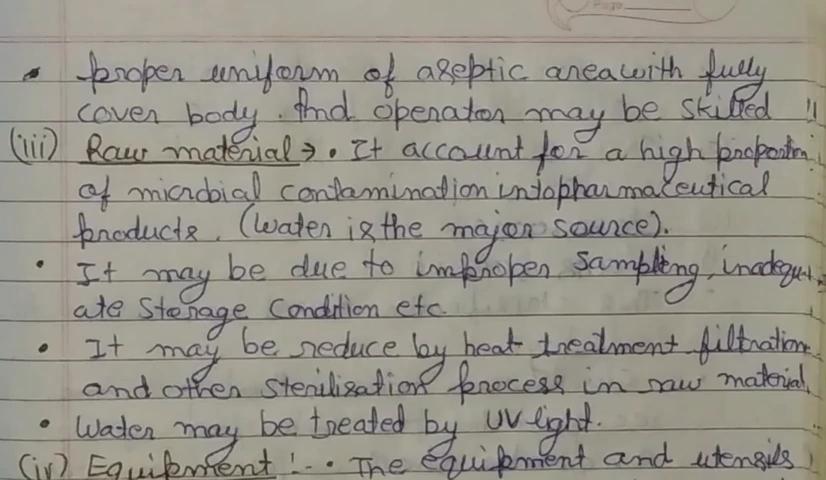 Page
• proper uniform of aseptic area with fully
cover body. And operator may be skilled !!
(iii) Raw material → • It account for a high proportion
of microbial contamination into pharmaceutical
products. (Water is the major source).
• It may be due to improper sampling, inadequ-
ate storage condition etc.
• It may be reduce by heat treatment filtration
and other sterilisation process in raw material.
• Water may be treated by UV light.
(iv) Equipment :- • The equipment and utensils